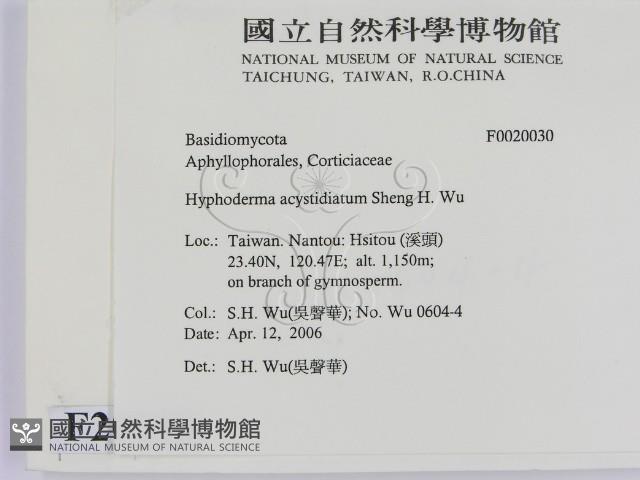 國立自然科學博物館
NATIONAL MUSEUM OF NATURAL SCIENCE
TAICHUNG, TAIWAN, R.O.CHINA
Basidiomycota F0020030
Aphyllophorales, Corticiaceae
Hyphoderma acystidiatum Sheng H. Wu
Loc.: Taiwan. Nantou: Hsitou (溪頭)
23.40N, 120.47E; alt. 1,150m;
on branch of gymnosperm.
Col.: S.H. Wu(吳聲華); No. Wu 0604-4
Date: Apr. 12, 2006
Det.: S.H. Wu(吳聲華)
F2
國立自然科學博物館
NATIONAL MUSEUM OF NATURAL SCIENCE